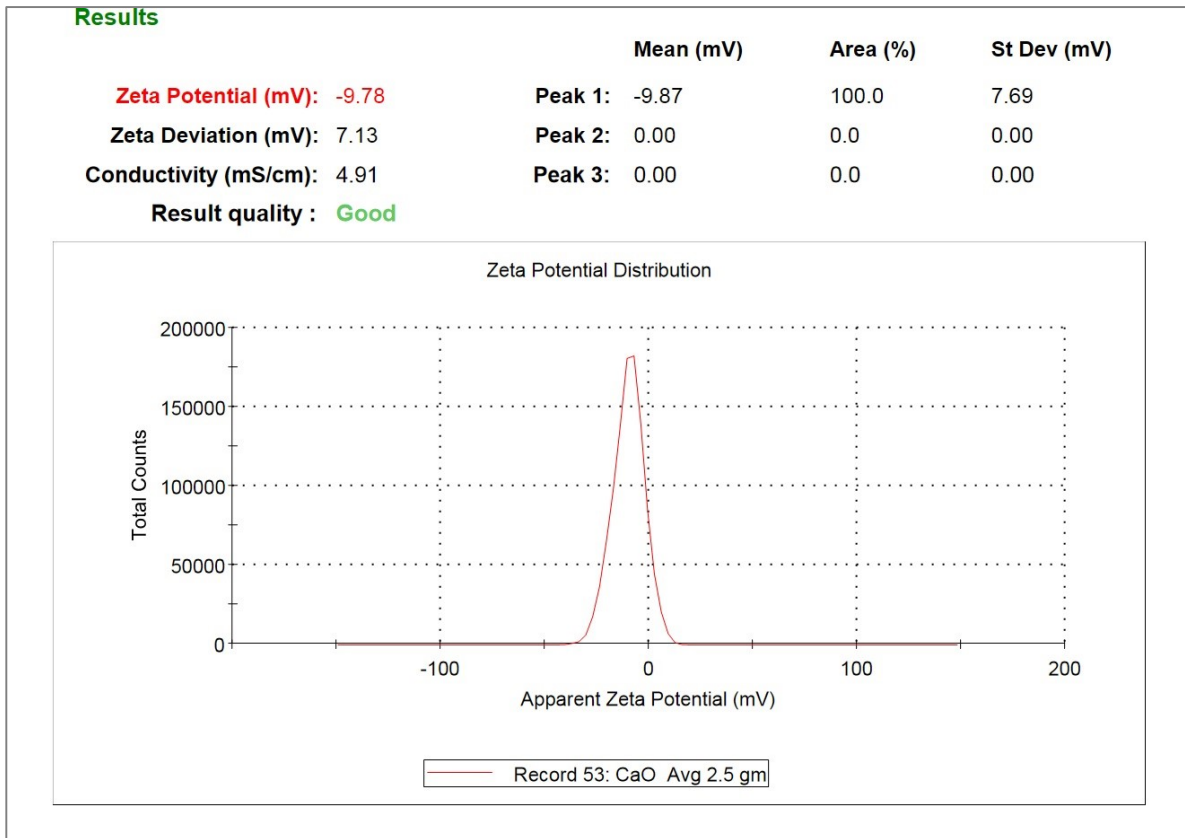 Results
Mean (mV) Area (%) St Dev (mV)
Zeta Potential (mV): -9.78 Peak 1: -9.87 100.0 7.69
Zeta Deviation (mV): 7.13 Peak 2: 0.00 0.0 0.00
Conductivity (mS/cm): 4.91 Peak 3: 0.00 0.0 0.00
Result quality : Good
Zeta Potential Distribution
200000
150000
100000
50000
0
Total Counts
-100 0 100 200
Apparent Zeta Potential (mV)
Record 53: CaO Avg 2.5 gm